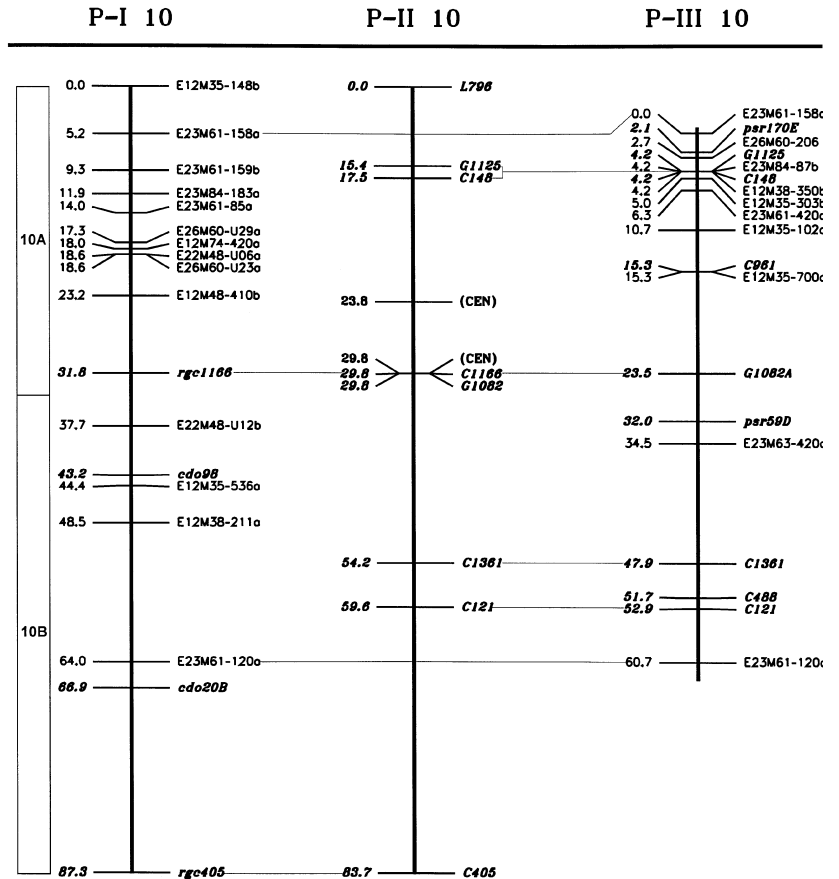 P-I 10
P-II 10
P-III 10
10A
10B
0.0 E12M35-148b
5.2 E23M61-158a
9.3 E23M61-159b
11.9 E23M84-183a
14.0 E23M61-85a
17.3 E26M60-U29a
18.0 E12M74-420a
18.6 E22M48-U06a
18.6 E26M60-U23a
23.2 E12M48-410b
31.8 rgc1166
37.7 E22M48-U12b
43.2 cdo98
44.4 E12M35-536a
48.5 E12M38-211a
64.0 E23M61-120a
66.9 cdo20B
87.3 rgc405
0.0 L796
15.4 G1125
17.5 C148
23.8 (CEN)
29.8 (CEN)
29.8 C1166
29.8 G1082
54.2 C1361
59.6 C121
83.7 C405
0.0 E23M61-158a
2.1 psr170E
2.7 E26M60-206
4.2 G1125
4.2 E23M84-87b
4.2 C148
4.2 E12M38-350b
5.0 E12M35-303b
6.3 E23M61-420a
10.7 E12M35-102a
15.3 C961
15.3 E12M35-700a
23.5 G1082A
32.0 psr59D
34.5 E23M63-420a
47.9 C1361
51.7 C488
52.9 C121
60.7 E23M61-120a